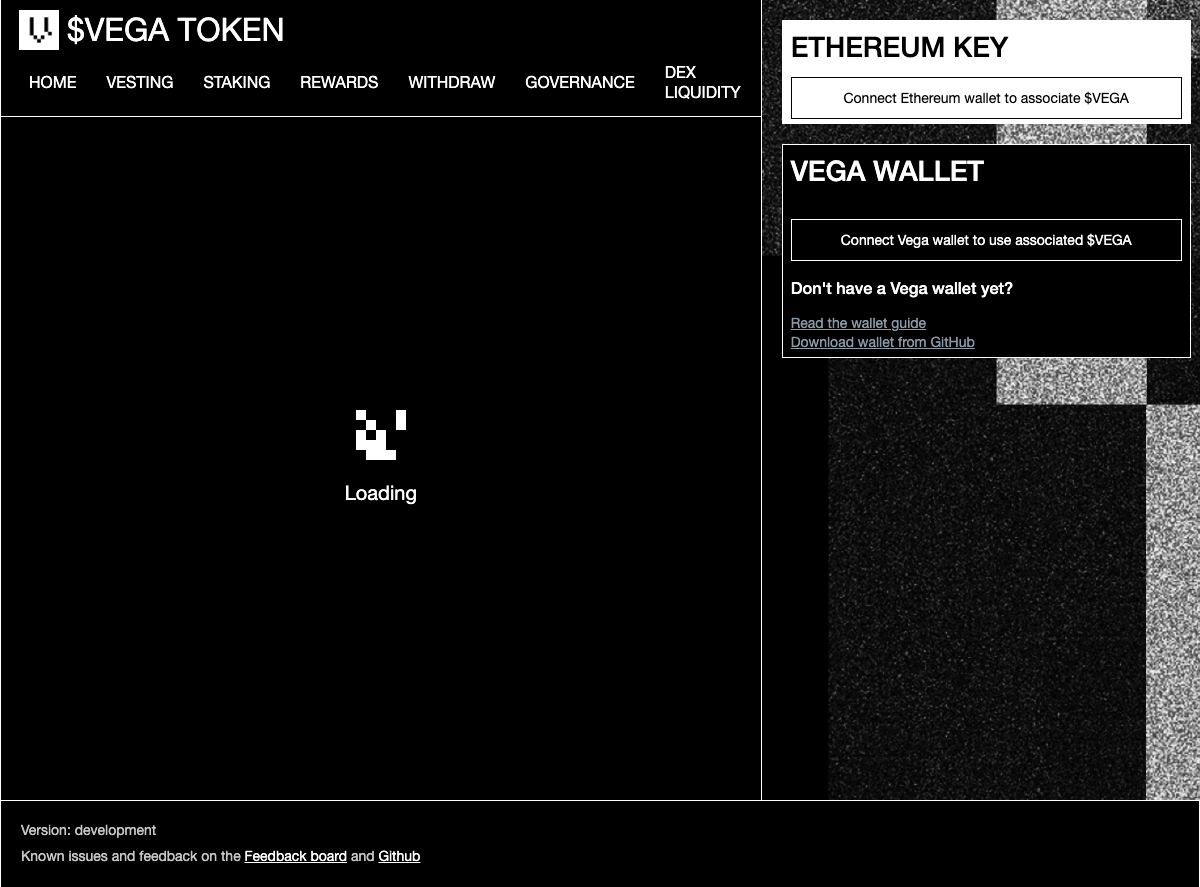 $VEGA TOKEN
HOME
VESTING
STAKING
REWARDS
WITHDRAW
GOVERNANCE
DEX
LIQUIDITY
ETHEREUM KEY
Connect Ethereum wallet to associate $VEGA
VEGA WALLET
Connect Vega wallet to use associated $VEGA
Don't have a Vega wallet yet?
Read the wallet guide
Download wallet from GitHub
Loading
Version: development
Known issues and feedback on the Feedback board and Github